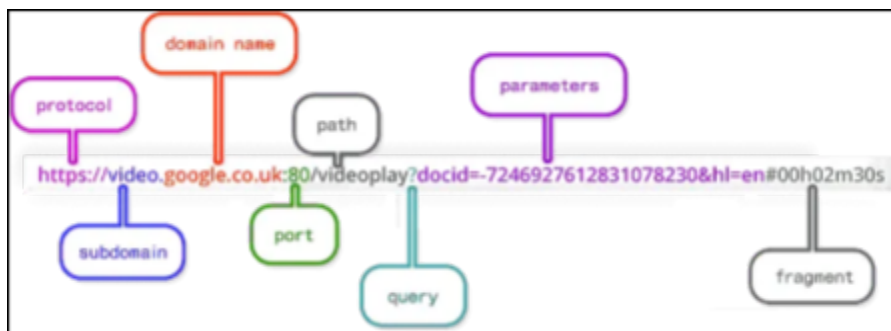 domain name
parameters
protocol
path
https://video.google.co.uk:80/videoplay?docid=-7246927612831078230&hl=en#00h02m30s
subdomain
port
query
fragment